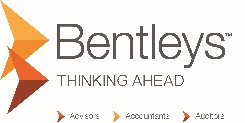 Bentleys™
THINKING AHEAD
Advisors Accountants Auditors